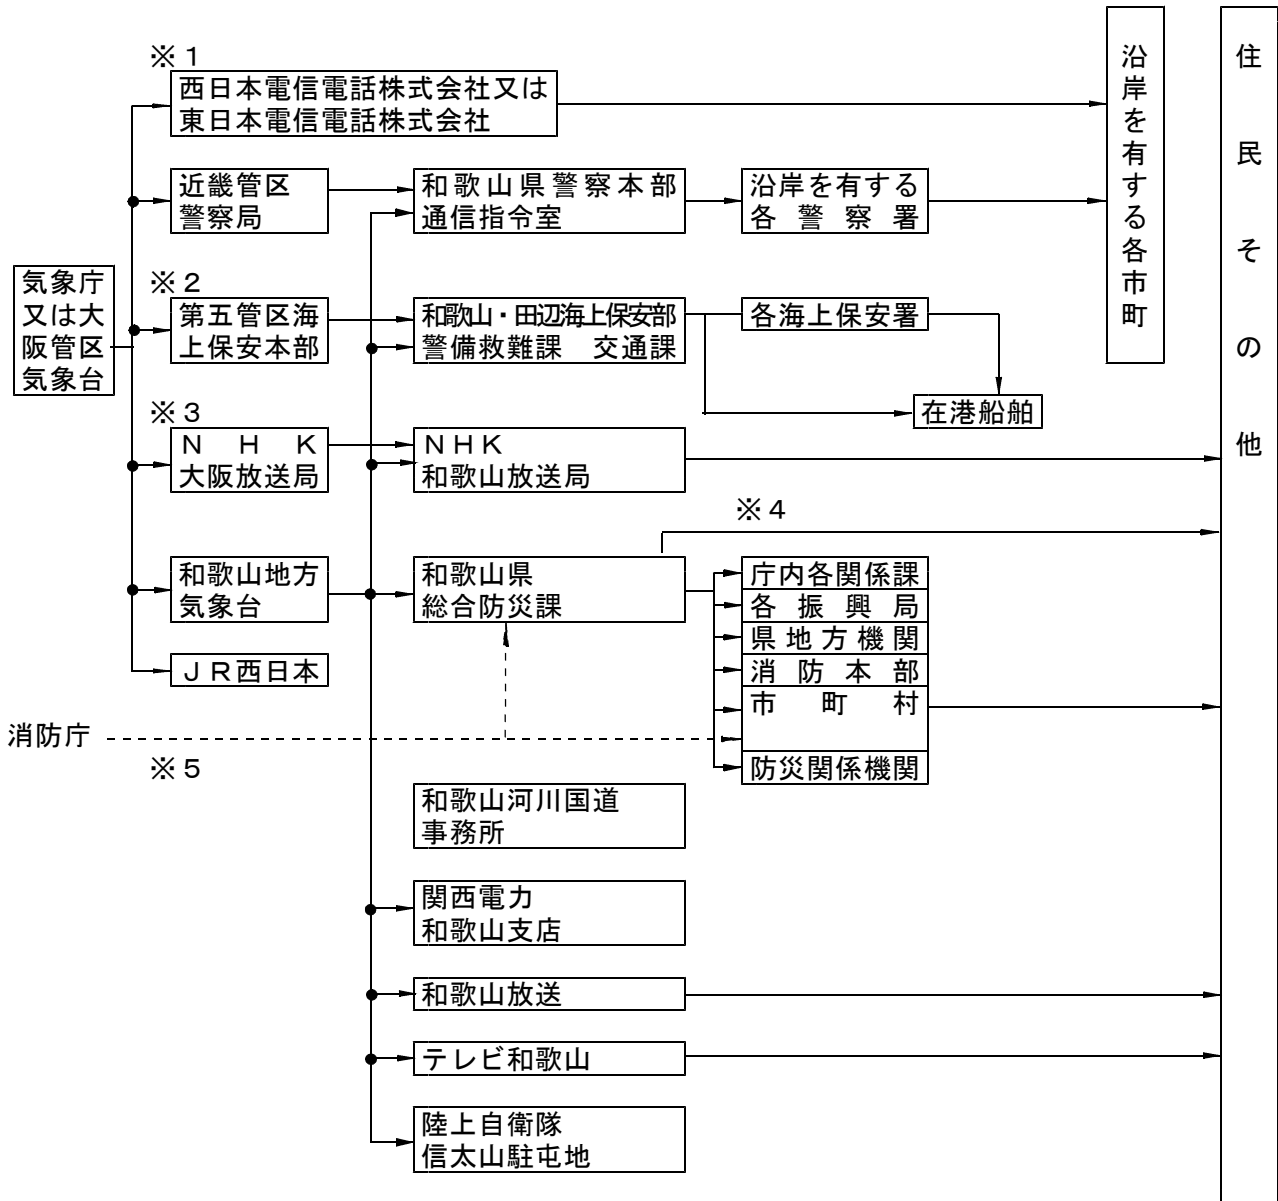 ※１
西日本電信電話株式会社又は
東日本電信電話株式会社
近畿管区
警察局
和歌山県警察本部
通信指令室
沿岸を有する
各警察署
沿岸を有する各市町
住民その他
気象庁
又は大
阪管区
気象台
※２
第五管区海
上保安本部
和歌山・田辺海上保安部
警備救難課　交通課
各海上保安署
在港船舶
※３
ＮＨＫ
大阪放送局
ＮＨＫ
和歌山放送局
※４
和歌山地方
気象台
和歌山県
総合防災課
庁内各関係課
各振興局
県地方機関
消防本部
市町村
防災関係機関
ＪＲ西日本
消防庁
※５
和歌山河川国道
事務所
関西電力
和歌山支店
和歌山放送
テレビ和歌山
陸上自衛隊
信太山駐屯地